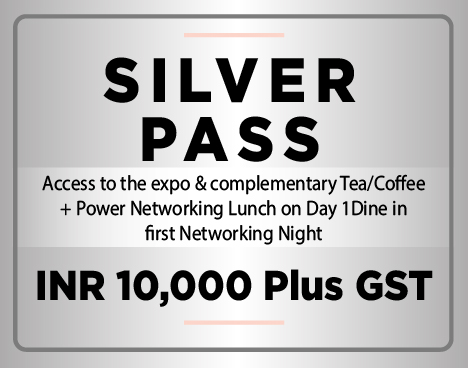 SILVER
PASS
Access to the expo & complementary Tea/Coffee
+ Power Networking Lunch on Day 1Dine in
first Networking Night
INR 10,000 Plus GST